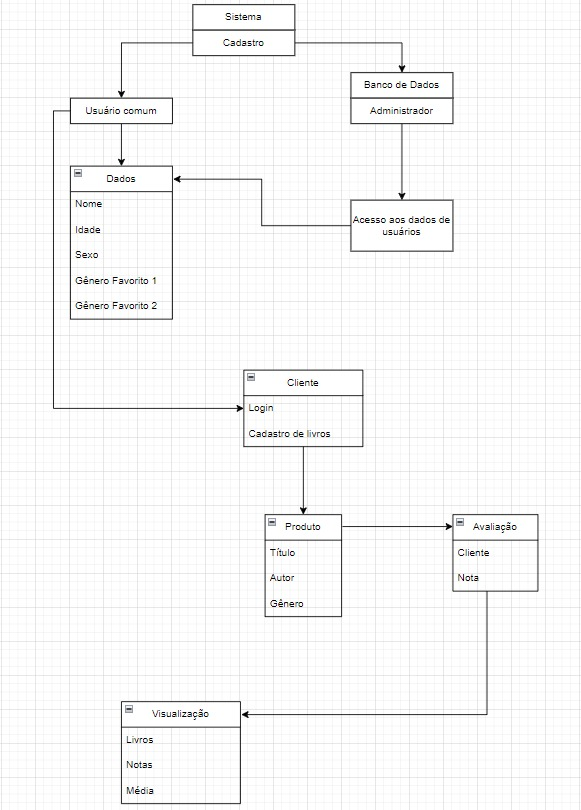 Sistema
Cadastro
Banco de Dados
Administrador
Usuário comum
Dados
Nome
Idade
Sexo
Gênero Favorito 1
Gênero Favorito 2
Acesso aos dados de
usuários
Cliente
Login
Cadastro de livros
Produto
Título
Autor
Gênero
Avaliação
Cliente
Nota
Visualização
Livros
Notas
Média